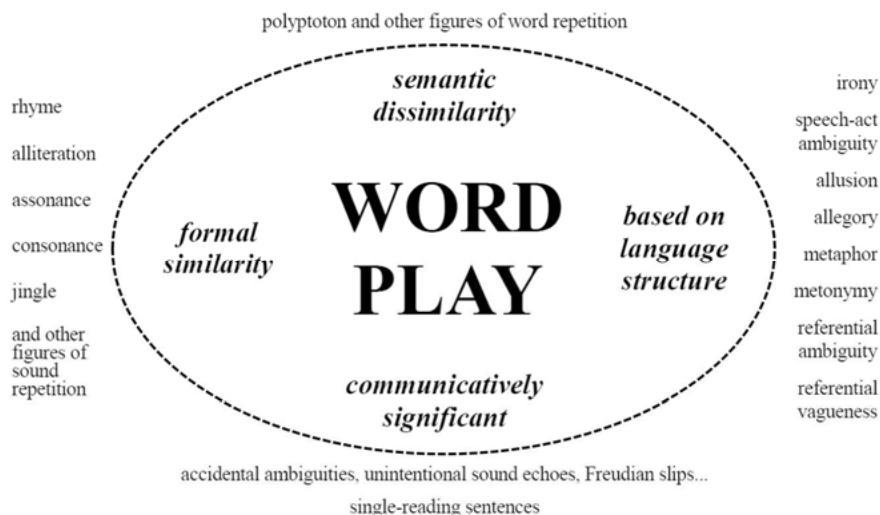 polyptoton and other figures of word repetition
semantic
dissimilarity
rhyme
alliteration
assonance
consonance
jingle
and other
figures of
sound
repetition
formal
similarity
WORD
PLAY
based on
language
structure
irony
speech-act
ambiguity
allusion
allegory
metaphor
metonymy
referential
ambiguity
referential
vagueness
communicatively
significant
accidental ambiguities, unintentional sound echoes, Freudian slips...
single-reading sentences